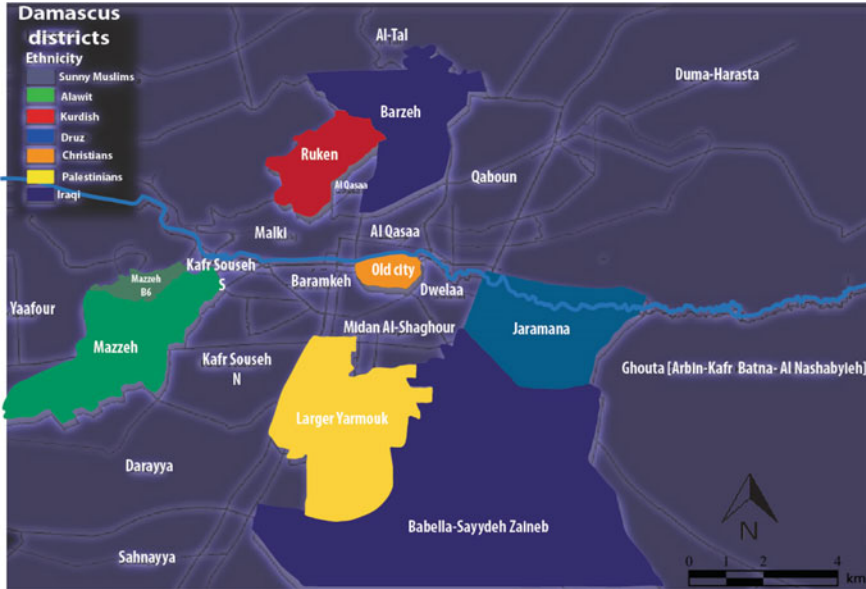 Damascus
districts
Ethnicity
Sunny Muslims
Alawit
Kurdish
Druz
Christians
Palestinians
Iraqi
Al-Tal
Duma-Harasta
Barzeh
Ruken
Al Qasaa
Qaboun
Malki
Al Qasaa
Kafr Souseh
S
Old city
Mazzeh
B6
Baramkeh
Dwelaa
Yaafour
Midan Al-Shaghour
Jaramana
Mazzeh
Kafr Souseh
N
Ghouta [Arbin-Kafr Batna- Al Nashabyieh]
Larger Yarmouk
Darayya
Babella-Sayydeh Zaineb
N
Sahnayya
0 1 2 4
km